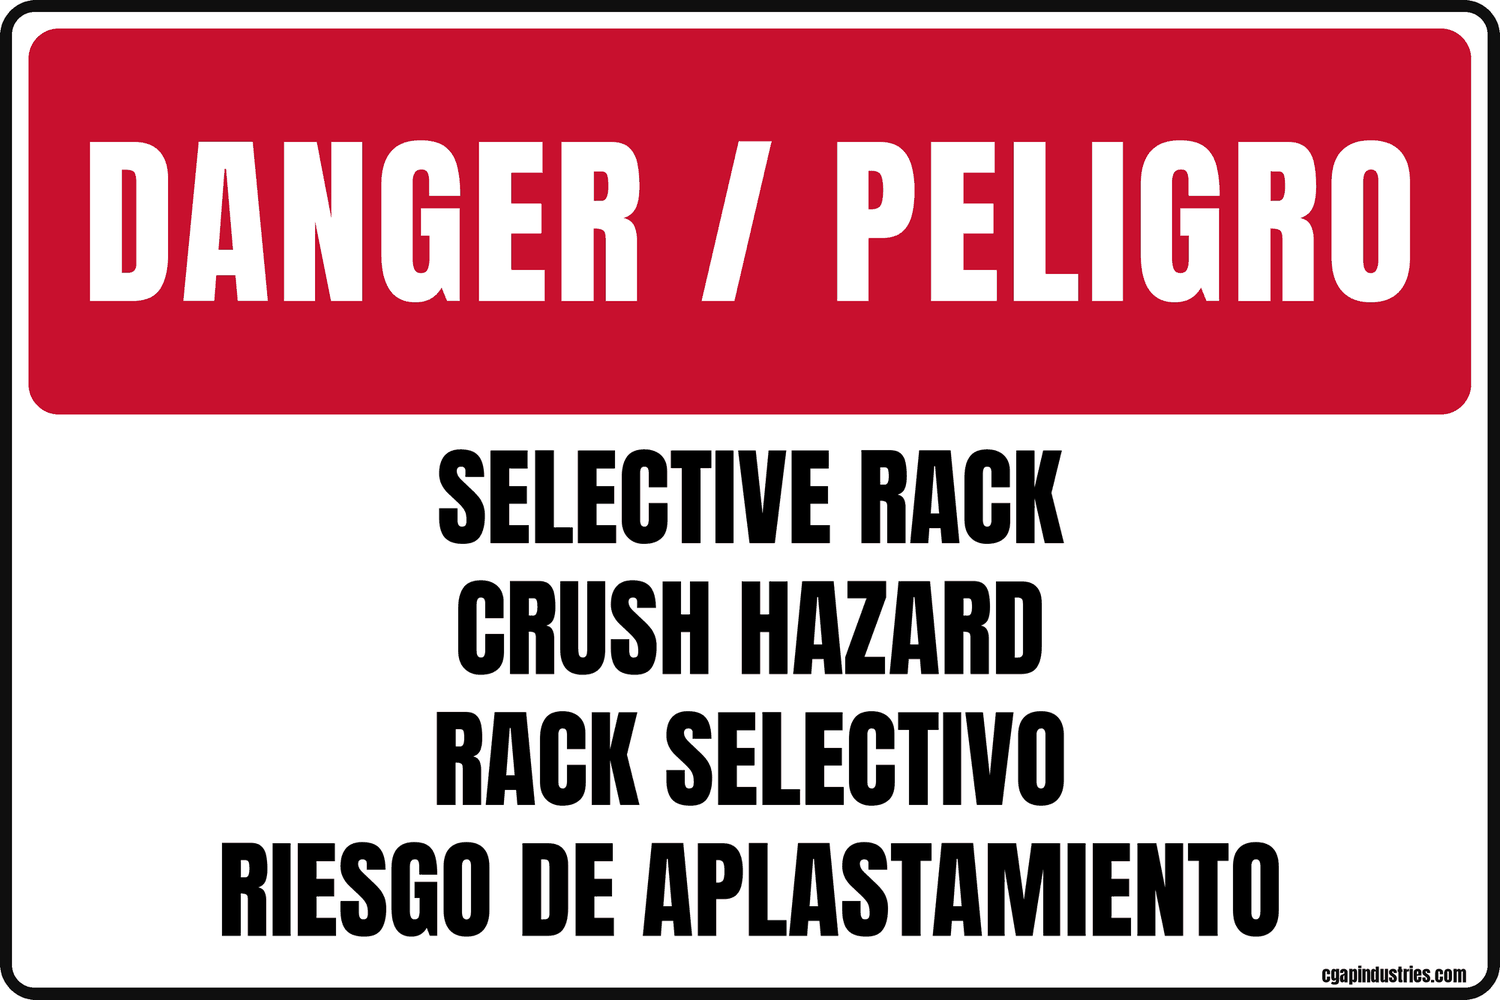 DANGER / PELIGRO
SELECTIVE RACK
CRUSH HAZARD
RACK SELECTIVO
RIESGO DE APLASTAMIENTO
cgapindustries.com